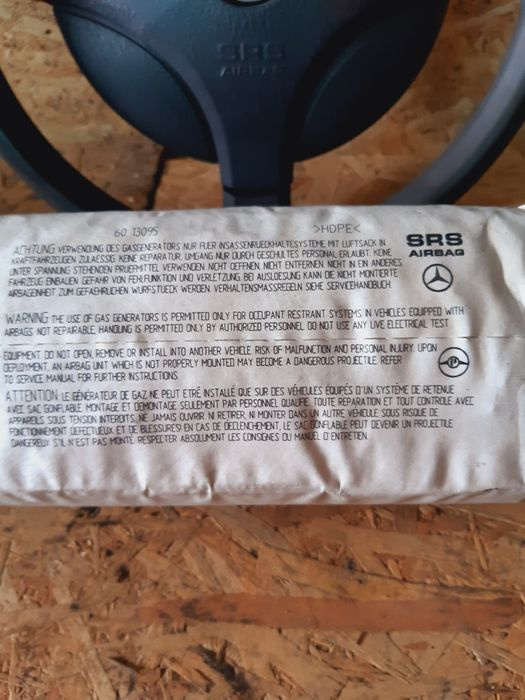 SRS
AIRBAG
60 13095 >HDPE<
SRS
AIRBAG
ACHTUNG VERWENDUNG DES GASGENERATORS NUR FUER INSASSENRUECKHALTESYSTEME MIT LUFTSACK IN
KRAFTFAHRZEUGEN ZULAESSIG. KEINE REPARATUR, UMGANG NUR DURCH GESCHULTES PERSONAL ERLAUBT. KEINE
UNTER SPANNUNG STEHENDEN PRUEFMITTEL VERWENDEN NICHT OEFFNEN, NICHT ENTFERNEN NICHT IN EIN ANDERES
FAHRZEUG EINBAUEN GEFAHR VON FEHLFUNKTION UND VERLETZUNG BEI AUSLOESUNG KANN DIE NICHT MONTIERTE
AIRBAGEINHEIT ZUM GEFAEHRLICHEN WURFSTUECK WERDEN VERHALTENSMASSREGELN SIEHE SERVICEHANDBUCH.
WARNING THE USE OF GAS GENERATORS IS PERMITTED ONLY FOR OCCUPANT RESTRAINT SYSTEMS IN VEHICLES EQUIPPED WITH
AIRBAGS NOT REPARABLE, HANDLING IS PERMITTED ONLY BY AUTHORIZED PERSONNEL DO NOT USE ANY LIVE ELECTRICAL TEST
EQUIPMENT. DO NOT OPEN, REMOVE OR INSTALL INTO ANOTHER VEHICLE RISK OF MALFUNCTION AND PERSONAL INJURY. UPON
DEPLOYMENT, AN AIRBAG UNIT WHICH IS NOT PROPERLY MOUNTED MAY BECOME A DANGEROUS PROJECTILE. REFER
TO SERVICE MANUAL FOR FURTHER INSTRUCTIONS.
ATTENTION LE GÉNÉRATEUR DE GAZ NE PEUT ETRÉ INSTALLÉ QUE SUR DES VÉHICULES ÉQUIPÉS D'UN SYSTÈME DE RETENUE
AVEC SAC GONFLABLE MONTAGE ET DÉMONTAGE SEULEMENT PAR PERSONNEL QUALIFIÉ. TOUTE RÉPARATION ET TOUT CONTROLE AVEC
APPAREILS SOUS TENSION INTERDITS. NE JAMAIS OUVRIR, NI RETIRER, NI MONTER DANS UN AUTRE VÉHICULE SOUS RISQUE DE
FONCTIONNEMENT DÉFECTUEUX ET DE BLESSURES! EN CAS DE DÉCLENCHEMENT, LE SAC GONFLABLE PEUT DEVENIR UN PROJECTILE
DANGEREUX S'IL N'EST PAS MONTÉ. RESPECTER ABSOLUMENT LES CONSIGNES DU MANUEL D'ENTRETIEN.